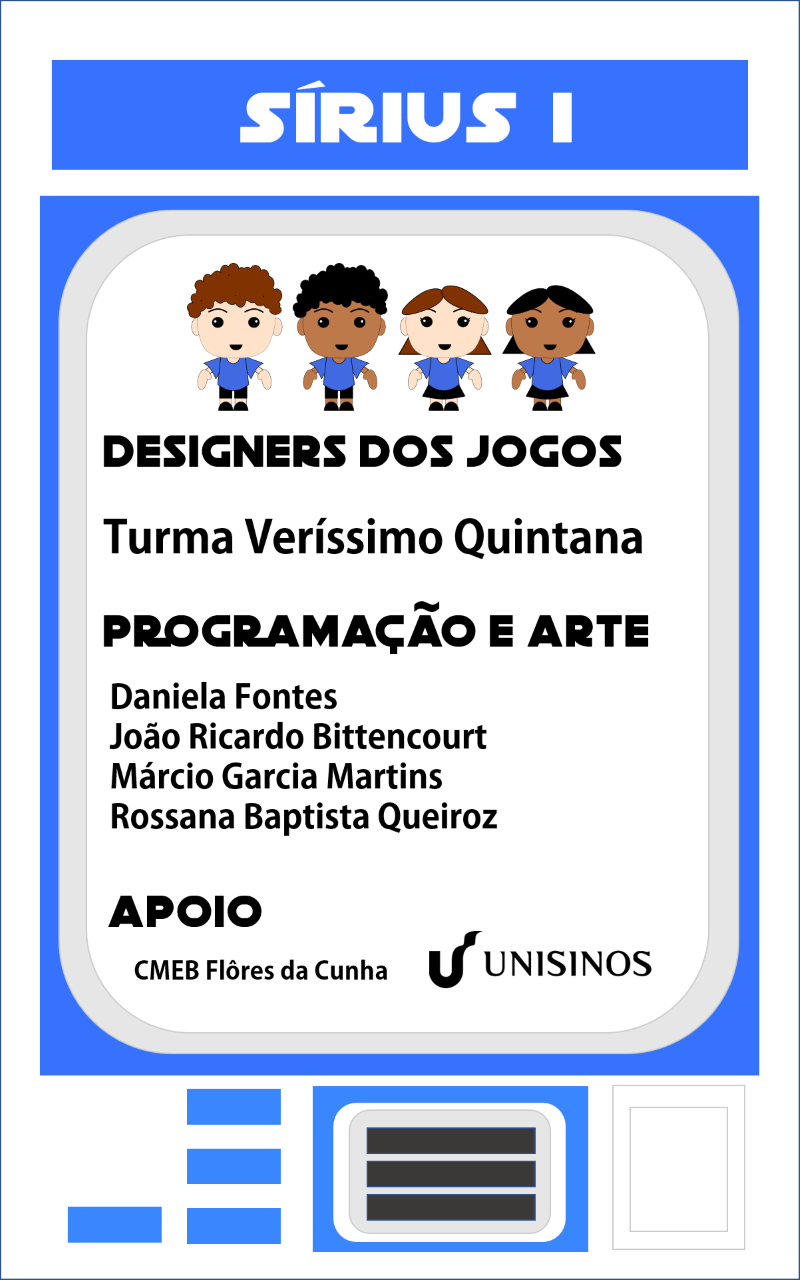 SÍRIUS I
DESIGNERS DOS JOGOS
Turma Veríssimo Quintana
PROGRAMAÇÃO E ARTE
Daniela Fontes
João Ricardo Bittencourt
Márcio Garcia Martins
Rossana Baptista Queiroz
APOIO
CMEB Flôres da Cunha
UNISINOS